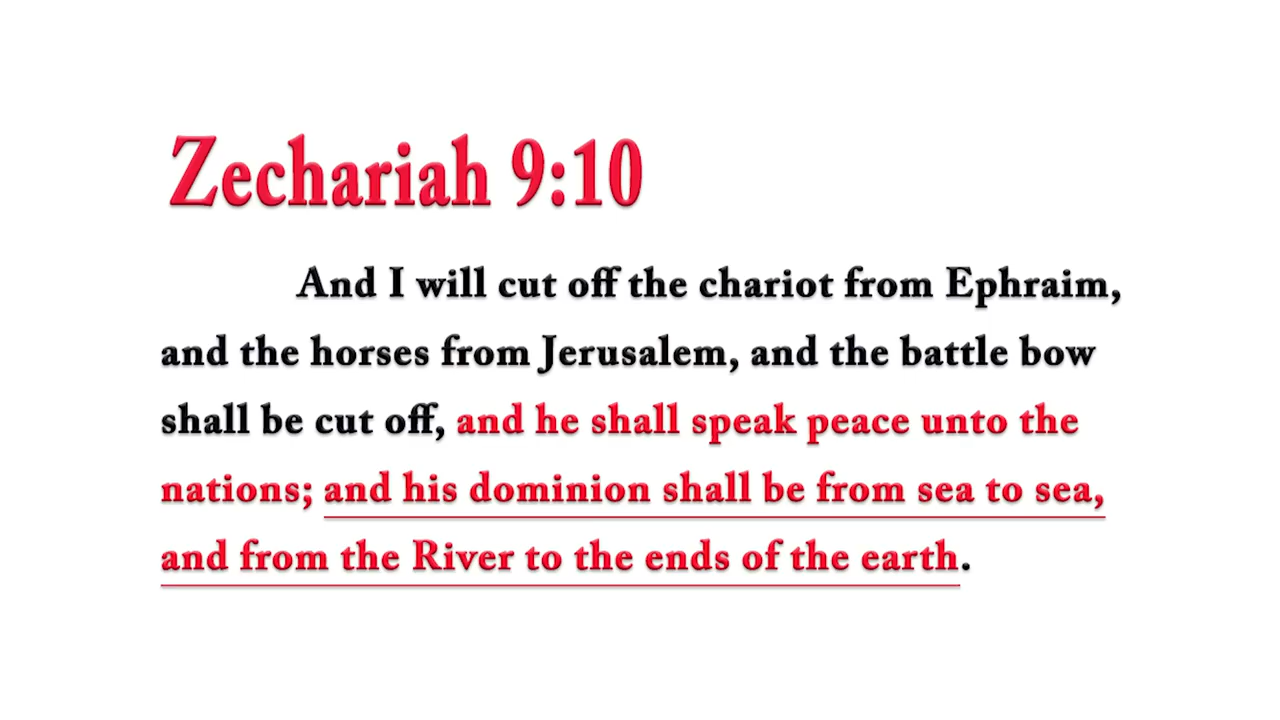 Zechariah 9:10
And I will cut off the chariot from Ephraim,
and the horses from Jerusalem, and the battle bow
shall be cut off, and he shall speak peace unto the
nations; and his dominion shall be from sea to sea,
and from the River to the ends of the earth.